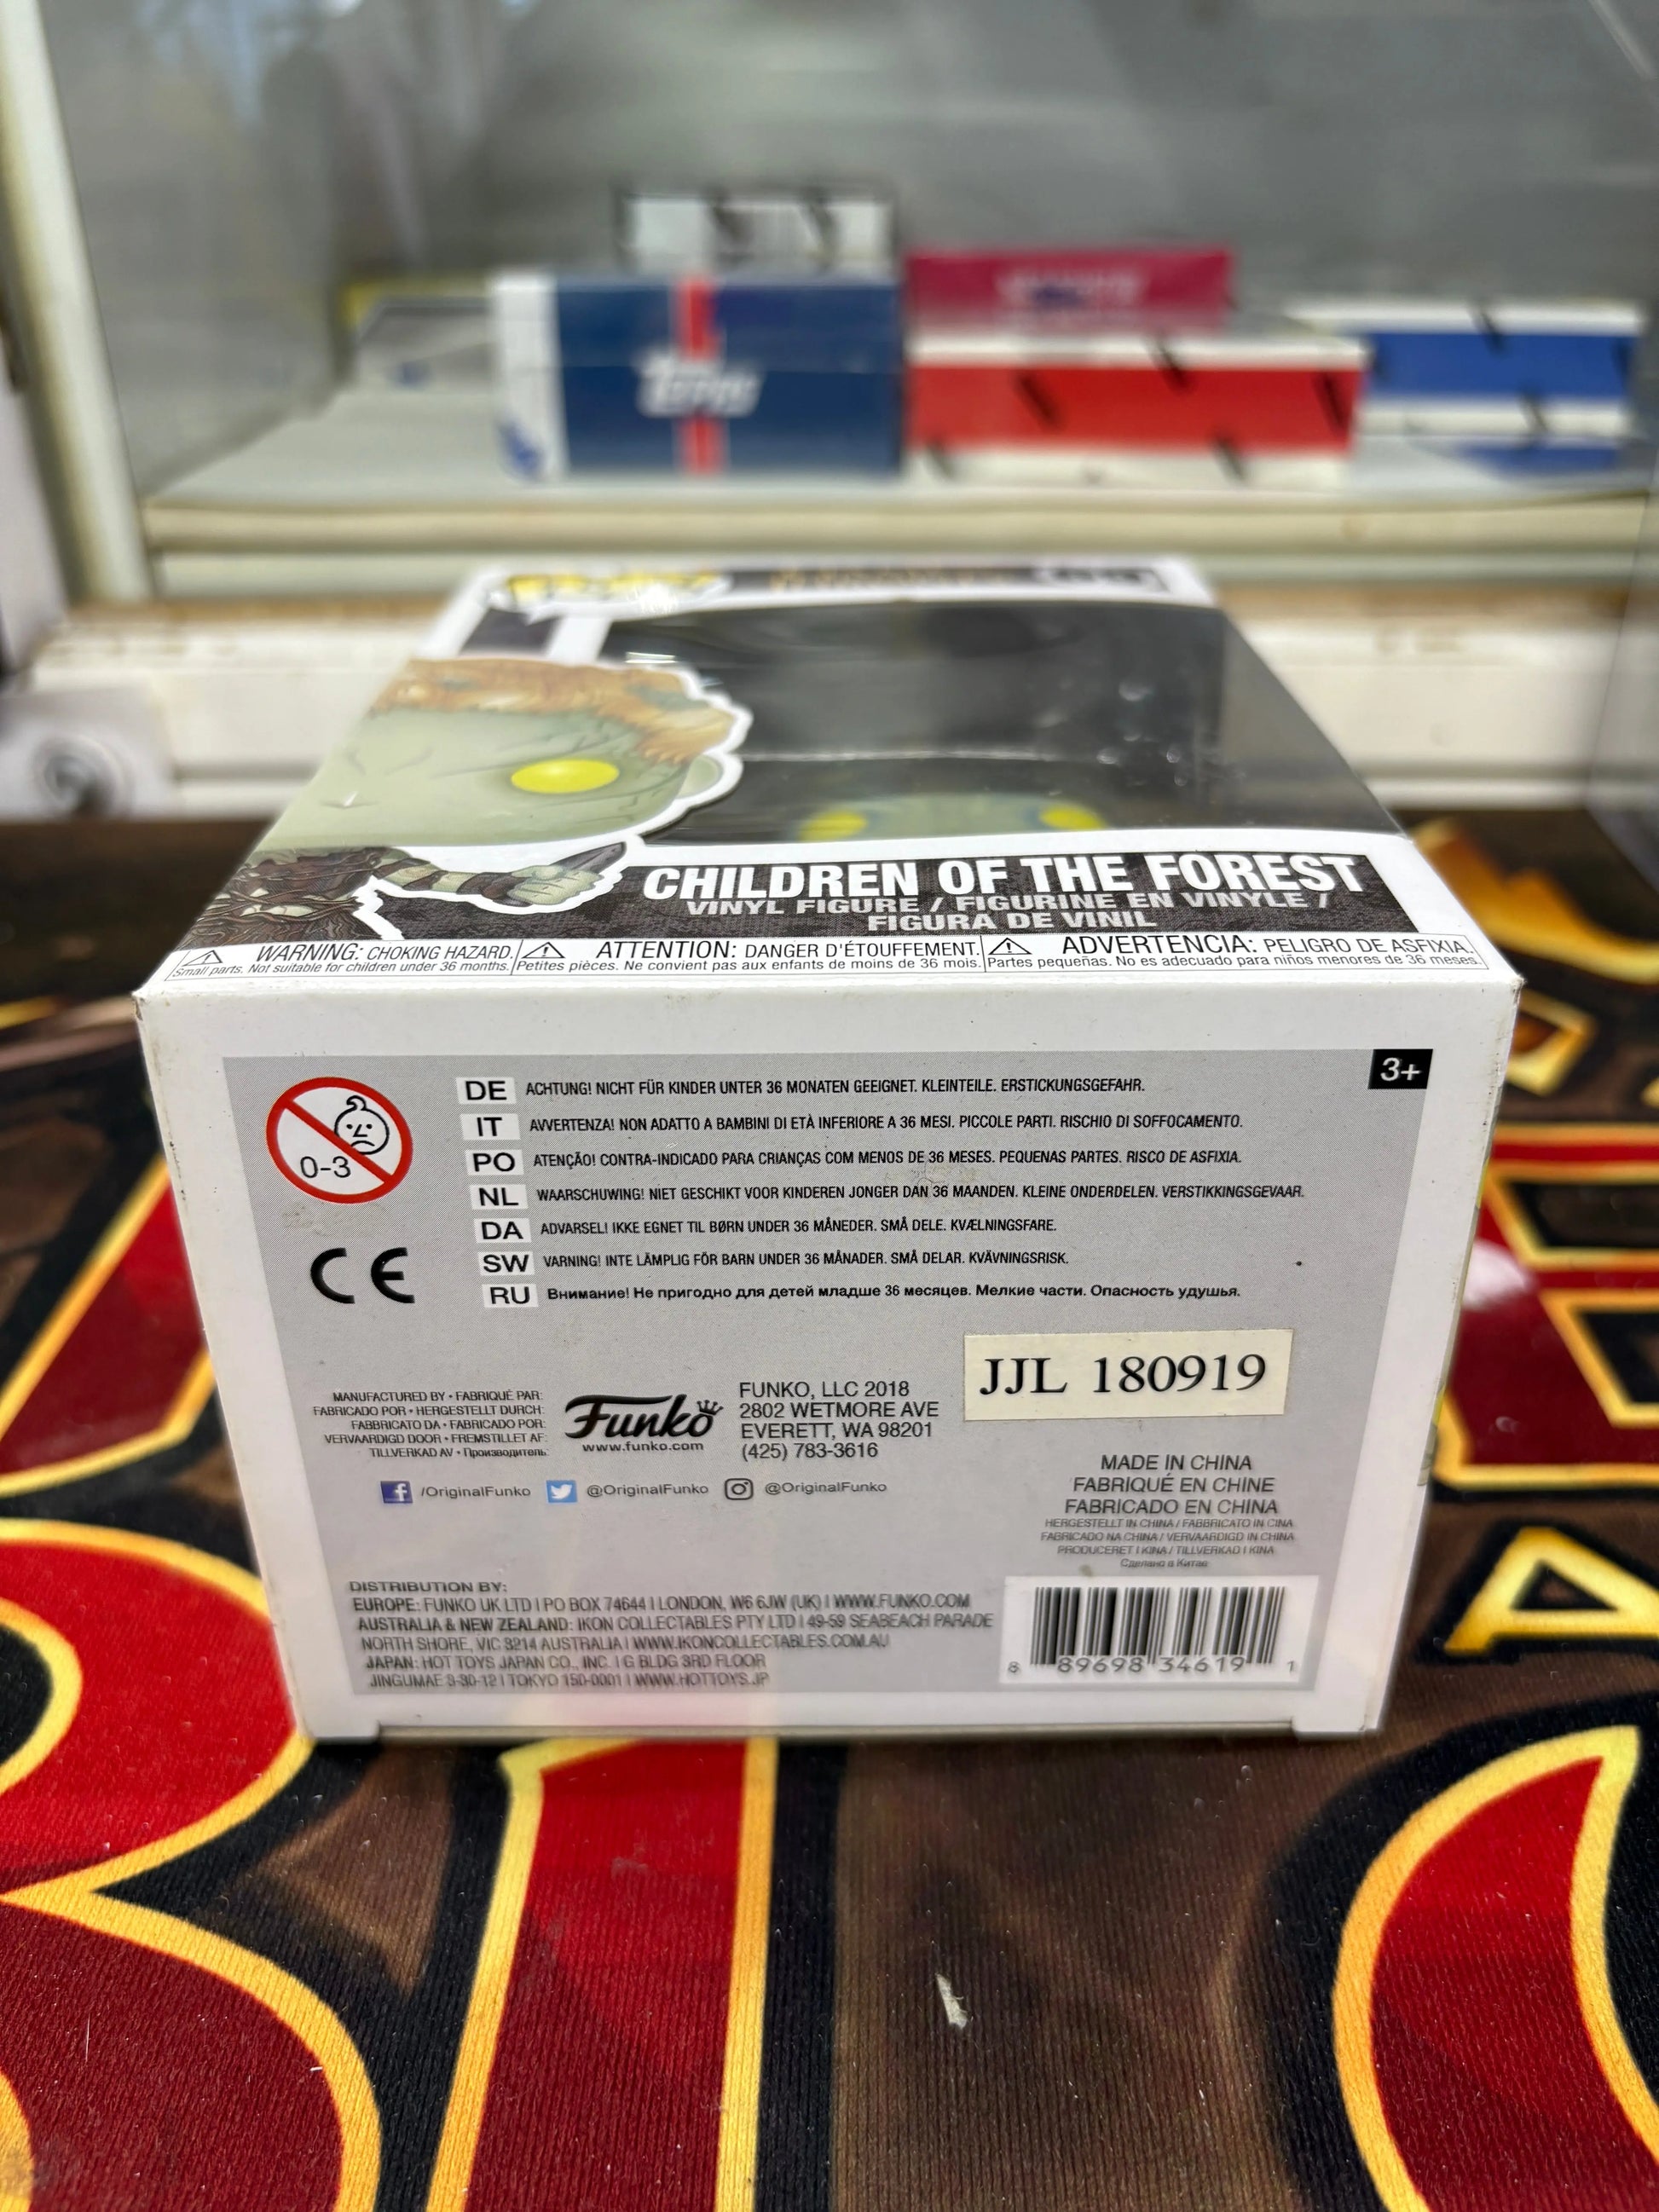 Topps
CHILDREN OF THE FOREST
VINYL FIGURE / FIGURINE EN VINYLE /
FIGURA DE VINIL
WARNING: CHOKING HAZARD.
Small parts. Not suitable for children under 36 months.
ATTENTION: DANGER D'ÉTOUFFEMENT.
Petites pièces. Ne convient pas aux enfants de moins de 36 mois.
ADVERTENCIA: PELIGRO DE ASFIXIA.
Partes pequeñas. No es adecuado para niños menores de 36 meses.
3+
0-3
DE ACHTUNG! NICHT FÜR KINDER UNTER 36 MONATEN GEEIGNET. KLEINTEILE. ERSTICKUNGSGEFAHR.
IT AVVERTENZA! NON ADATTO A BAMBINI DI ETÀ INFERIORE A 36 MESI. PICCOLE PARTI. RISCHIO DI SOFFOCAMENTO.
PO ATENÇÃO! CONTRA-INDICADO PARA CRIANÇAS COM MENOS DE 36 MESES. PEQUENAS PARTES. RISCO DE ASFIXIA.
NL WAARSCHUWING! NIET GESCHIKT VOOR KINDEREN JONGER DAN 36 MAANDEN. KLEINE ONDERDELEN. VERSTIKKINGSGEVAAR.
DA ADVARSEL! IKKE EGNET TIL BØRN UNDER 36 MÅNEDER. SMÅ DELE. KVÆLNINGSFARE.
SW VARNING! INTE LÄMPLIG FÖR BARN UNDER 36 MÅNADER. SMÅ DELAR. KVÄVNINGSRISK.
RU Внимание! Не пригодно для детей младше 36 месяцев. Мелкие части. Опасность удушья.
CE
JJL 180919
MANUFACTURED BY • FABRIQUÉ PAR:
FABRICADO POR • HERGESTELLT DURCH:
FABBRICATO DA • FABRICADO POR:
VERVAARDIGD DOOR • FREMSTILLET AF:
TILLVERKAD AV • Производитель:
Funko
www.funko.com
FUNKO, LLC 2018
2802 WETMORE AVE
EVERETT, WA 98201
(425) 783-3616
/OriginalFunko @OriginalFunko @OriginalFunko
MADE IN CHINA
FABRIQUÉ EN CHINE
FABRICADO EN CHINA
HERGESTELLT IN CHINA / FABBRICATO IN CINA
FABRICADO NA CHINA / VERVAARDIGD IN CHINA
PRODUCERET I KINA / TILLVERKAD I KINA
Сделано в Китае
DISTRIBUTION BY:
EUROPE: FUNKO UK LTD | PO BOX 74644 | LONDON, W6 6JW (UK) | WWW.FUNKO.COM
AUSTRALIA & NEW ZEALAND: IKON COLLECTABLES PTY LTD | 49-59 SEABEACH PARADE
NORTH SHORE, VIC 3214 AUSTRALIA | WWW.IKONCOLLECTABLES.COM.AU
JAPAN: HOT TOYS JAPAN CO., INC. | G BLDG 3RD FLOOR
JINGUMAE 3-30-12 | TOKYO 150-0001 | WWW.HOTTOYS.JP
8 89698 34619 1